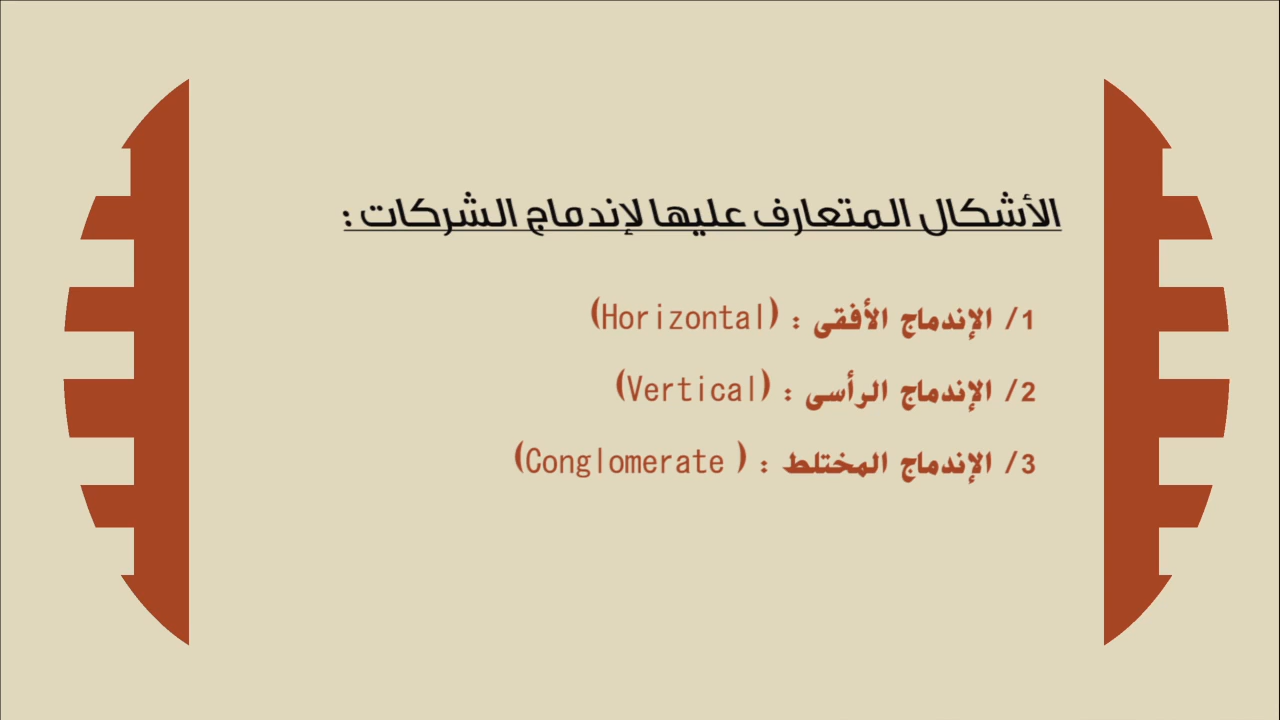 الأشكال المتعارف عليها لإندماج الشركات :
1/ الإندماج الأفقى : (Horizontal)
2/ الإندماج الرأسى : (Vertical)
3/ الإندماج المختلط : ( Conglomerate)